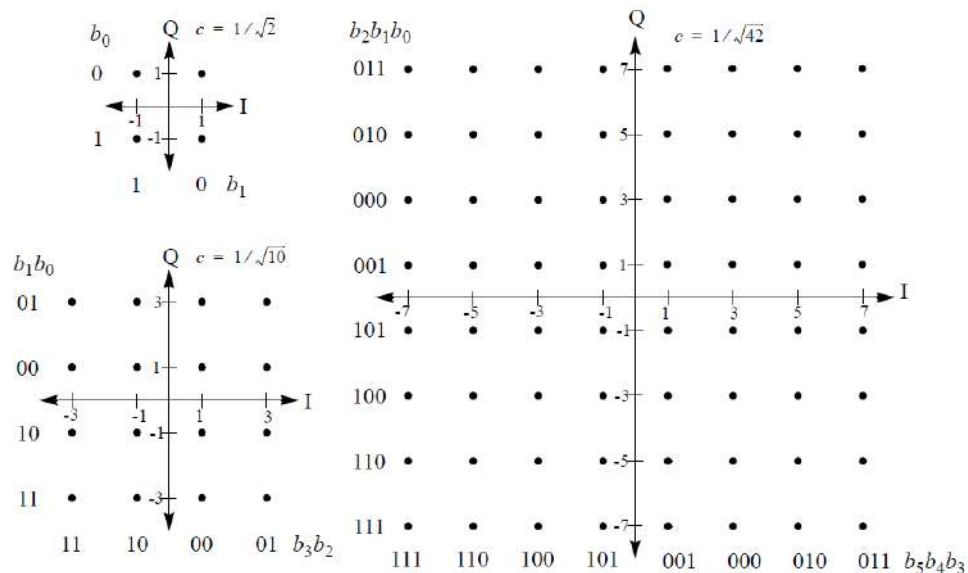 Q c = 1/√2
b0
0 1
-1 1 I
1 -1
1 0 b1
Q c = 1/√10
b1b0
01 3
00 1
-3 -1 1 3 I
10 -1
11 -3
11 10 00 01 b3b2
Q
b2b1b0 c = 1/√42
011 7
010 5
000 3
001 1
-7 -5 -3 -1 1 3 5 7 I
101 -1
100 -3
110 -5
111 -7
111 110 100 101 001 000 010 011 b5b4b3